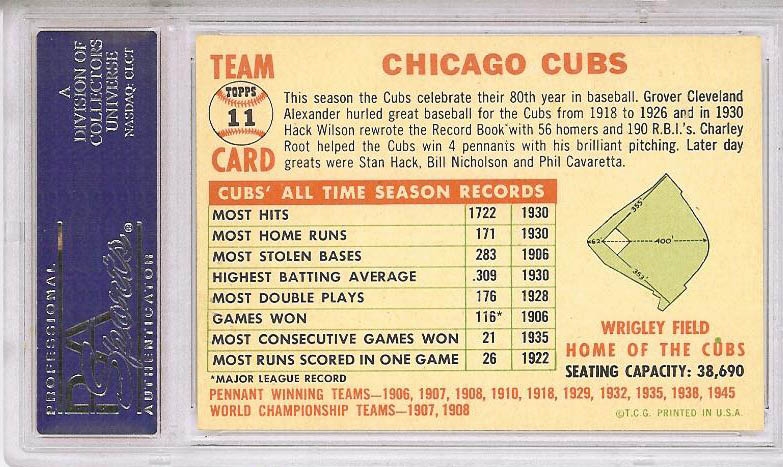 A
DIVISION OF
COLLECTORS
UNIVERSE
NASDAQ: CLCT
PROFESSIONAL
PSA
Sports®
AUTHENTICATOR
TEAM
TOPPS
11
CARD
CHICAGO CUBS
This season the Cubs celebrate their 80th year in baseball. Grover Cleveland
Alexander hurled great baseball for the Cubs from 1918 to 1926 and in 1930
Hack Wilson rewrote the Record Book with 56 homers and 190 R.B.I.'s. Charley
Root helped the Cubs win 4 pennants with his brilliant pitching. Later day
greats were Stan Hack, Bill Nicholson and Phil Cavaretta.
CUBS' ALL TIME SEASON RECORDS
MOST HITS 1722 1930
MOST HOME RUNS 171 1930
MOST STOLEN BASES 283 1906
HIGHEST BATTING AVERAGE .309 1930
MOST DOUBLE PLAYS 176 1928
GAMES WON 116* 1906
MOST CONSECUTIVE GAMES WON 21 1935
MOST RUNS SCORED IN ONE GAME 26 1922
*MAJOR LEAGUE RECORD
355'
62'
400'
353'
WRIGLEY FIELD
HOME OF THE CUBS
SEATING CAPACITY: 38,690
PENNANT WINNING TEAMS—1906, 1907, 1908, 1910, 1918, 1929, 1932, 1935, 1938, 1945
WORLD CHAMPIONSHIP TEAMS—1907, 1908
©T.C.G. PRINTED IN U.S.A.